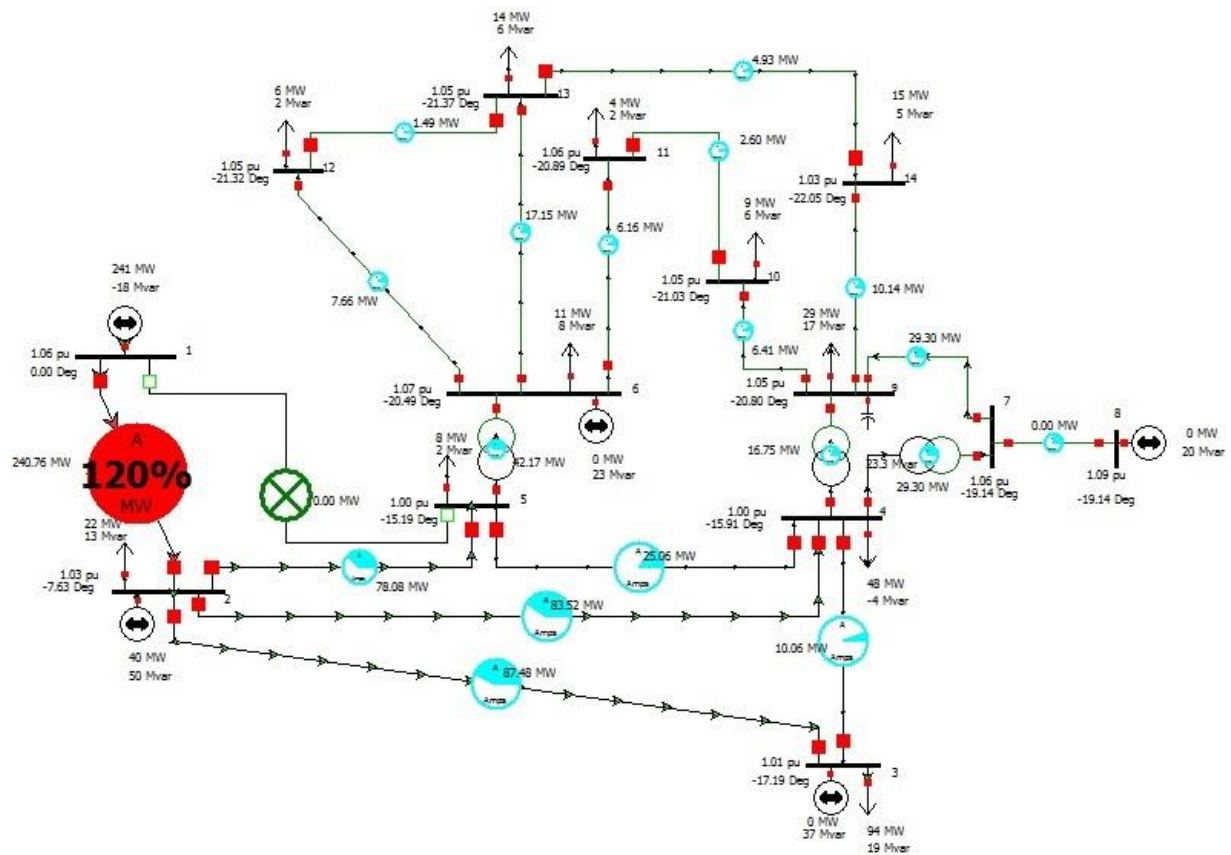 14 MW
6 Mvar
4.93 MW
1.05 pu
-21.37 Deg
13
6 MW
2 Mvar
1.49 MW
4 MW
2 Mvar
15 MW
5 Mvar
2.60 MW
1.06 pu
-20.89 Deg
11
1.05 pu
-21.32 Deg
12
1.03 pu
-22.05 Deg
14
17.15 MW
6.16 MW
9 MW
6 Mvar
241 MW
-18 Mvar
7.66 MW
1.05 pu
-21.03 Deg
10
10.14 MW
11 MW
8 Mvar
29 MW
17 Mvar
29.30 MW
1.06 pu
0.00 Deg
1
6.41 MW
1.07 pu
-20.49 Deg
6
1.05 pu
-20.80 Deg
9
7
8
0.00 MW
0 MW
20 Mvar
240.76 MW
A
120%
MW
8 MW
2 Mvar
A
42.17 MW
0 MW
23 Mvar
16.75 MW
23.3 Mvar
29.30 MW
1.06 pu
-19.14 Deg
1.09 pu
-19.14 Deg
0.00 MW
1.00 pu
-15.19 Deg
5
1.00 pu
-15.91 Deg
4
22 MW
13 Mvar
1.03 pu
-7.63 Deg
2
A
78.08 MW
A
25.06 MW
Amps
48 MW
-4 Mvar
A
83.52 MW
Amps
A
10.06 MW
Amps
40 MW
50 Mvar
A
87.48 MW
Amps
1.01 pu
-17.19 Deg
3
0 MW
37 Mvar
94 MW
19 Mvar